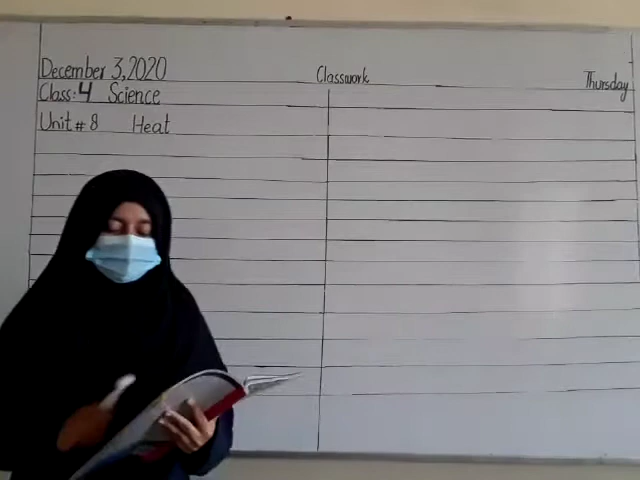 December 3, 2020 Classwork Thursday
Class: 4 Science
Unit # 8 Heat